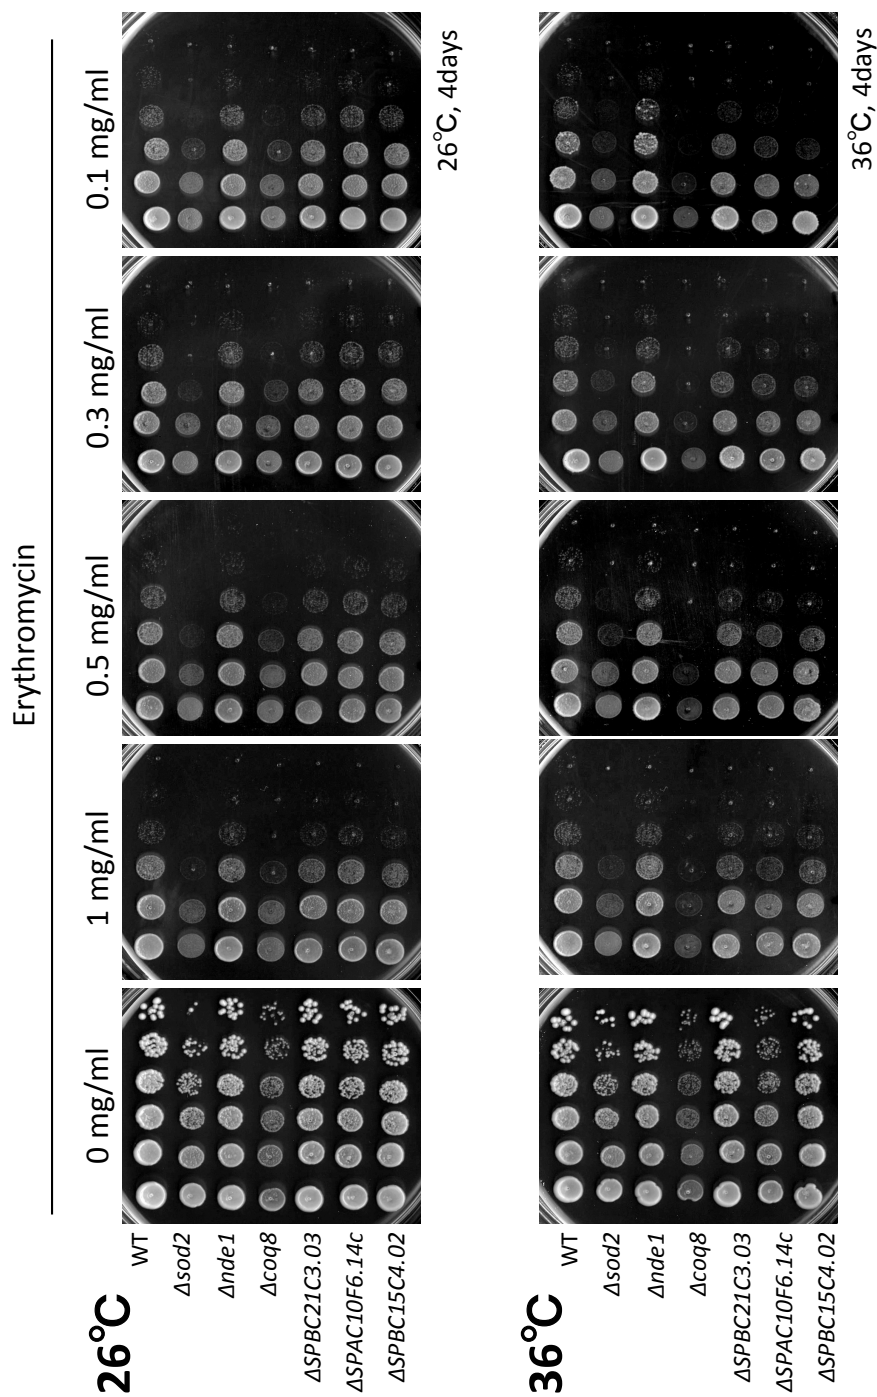 Erythromycin
0 mg/ml
1 mg/ml
0.5 mg/ml
0.3 mg/ml
0.1 mg/ml
26℃
WT
Δsod2
Δnde1
Δcoq8
ΔSPBC21C3.03
ΔSPAC10F6.14c
ΔSPBC15C4.02
26℃, 4days
36℃
WT
Δsod2
Δnde1
Δcoq8
ΔSPBC21C3.03
ΔSPAC10F6.14c
ΔSPBC15C4.02
36℃, 4days